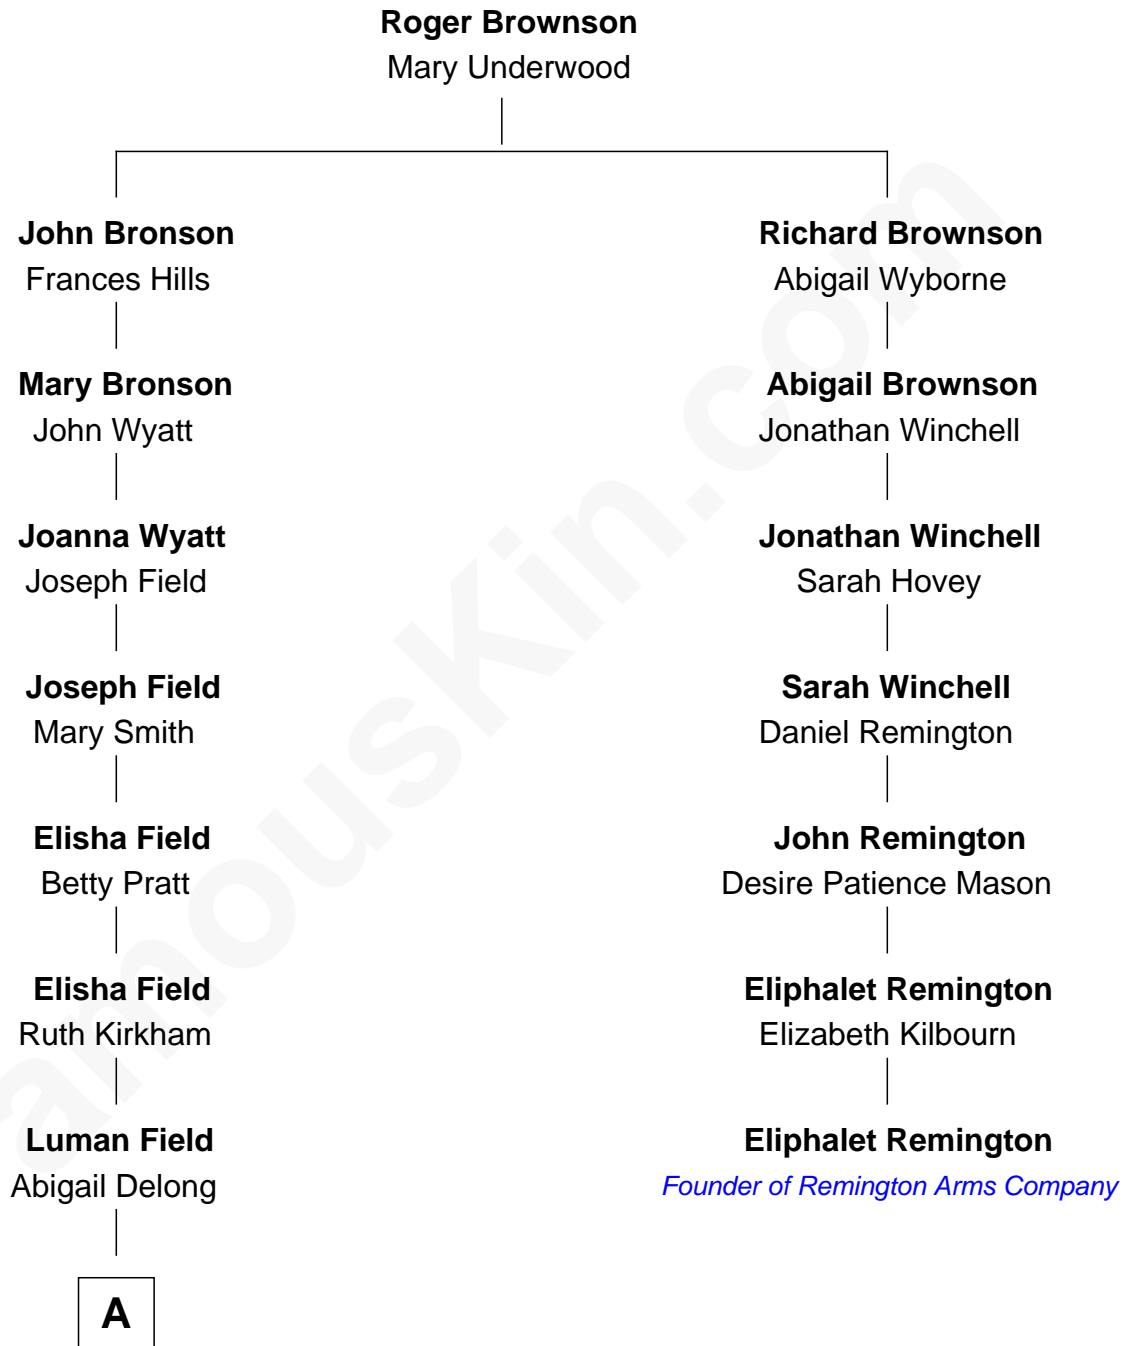 Roger Brownson
Mary Underwood
John Bronson
Frances Hills
Mary Bronson
John Wyatt
Joanna Wyatt
Joseph Field
Joseph Field
Mary Smith
Elisha Field
Betty Pratt
Elisha Field
Ruth Kirkham
Luman Field
Abigail Delong
A
Richard Brownson
Abigail Wyborne
Abigail Brownson
Jonathan Winchell
Jonathan Winchell
Sarah Hovey
Sarah Winchell
Daniel Remington
John Remington
Desire Patience Mason
Eliphalet Remington
Elizabeth Kilbourn
Eliphalet Remington
Founder of Remington Arms Company
amouskin.com